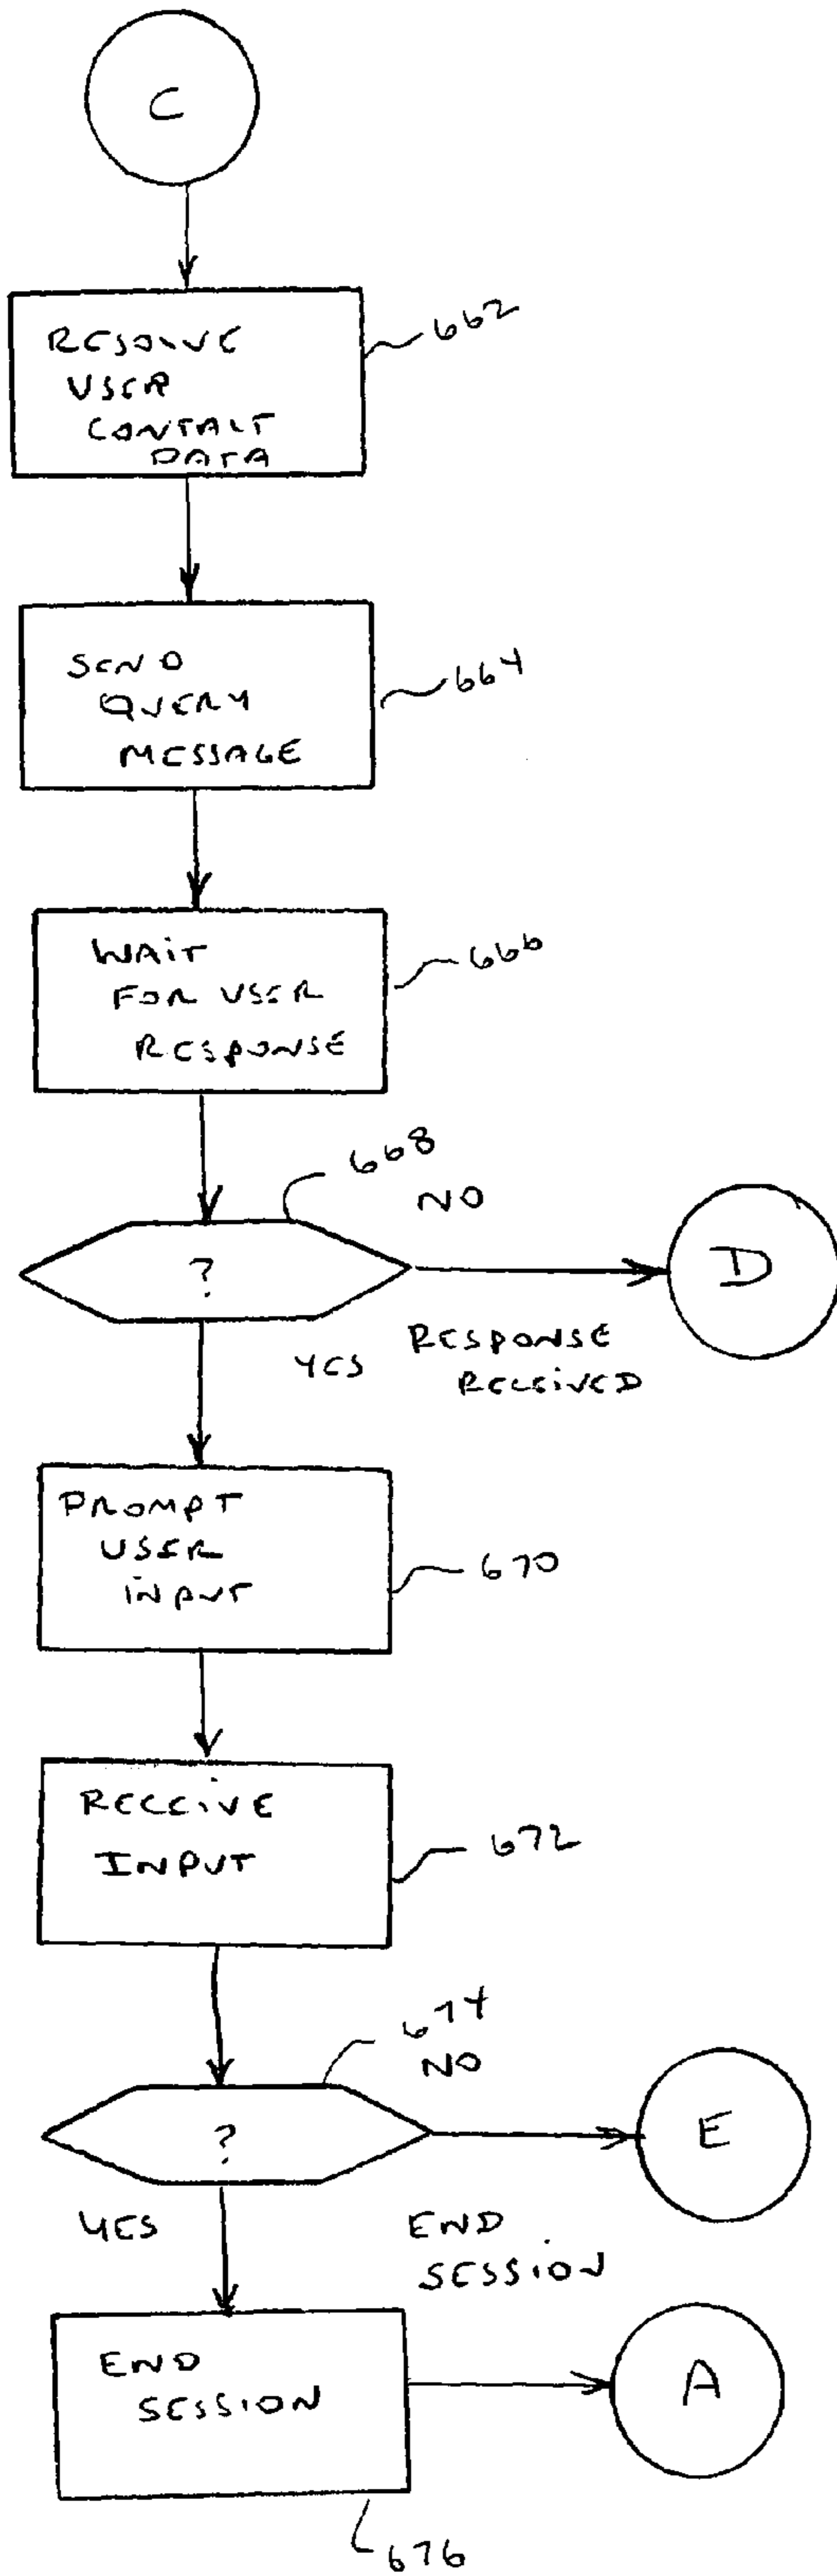 C
RESOLVE
USER
CONTACT
DATA
662
SEND
QUERY
MESSAGE
664
WAIT
FOR USER
RESPONSE
666
668
NO
?
D
YES
RESPONSE
RECEIVED
PROMPT
USER
INPUT
670
RECEIVE
INPUT
672
674
NO
?
E
YES
END
SESSION
END
SESSION
A
676